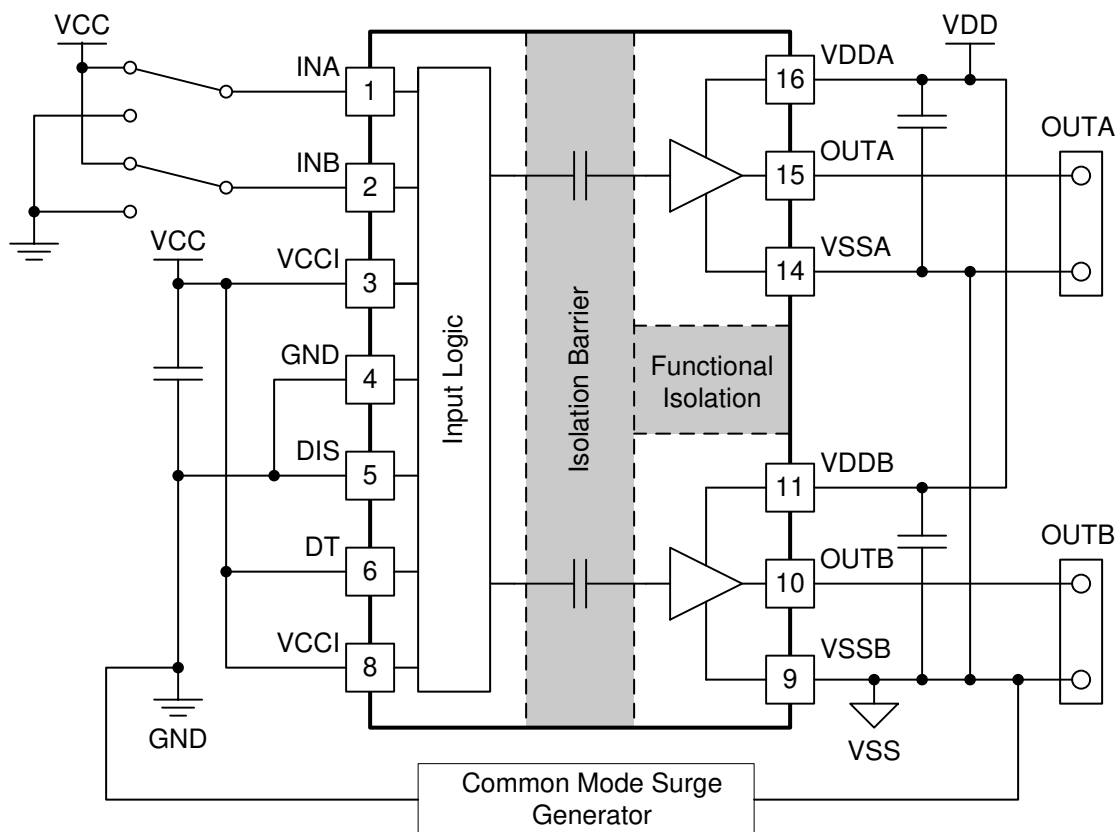 VCC
INA
1
INB
2
VCC
VCCI
3
GND
4
DIS
5
DT
6
VCCI
8
GND
Input Logic
Isolation Barrier
Functional
Isolation
VDD
VDDA
16
OUTA
15
VSSA
14
OUTA
VDDB
11
OUTB
10
VSSB
9
OUTB
VSS
Common Mode Surge
Generator